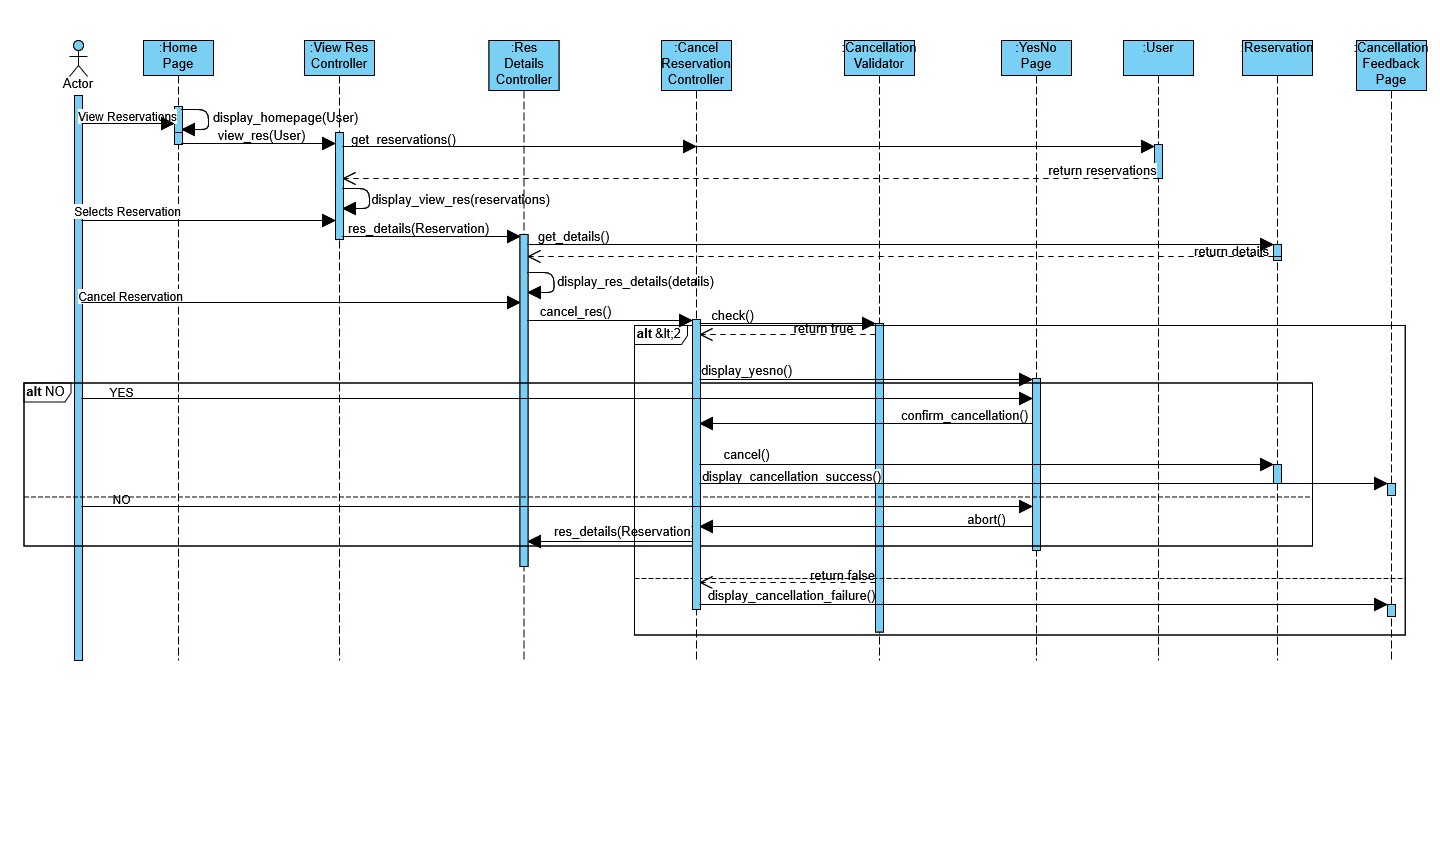 :Home
Page
:View Res
Controller
:Res
Details
Controller
:Cancel
Reservation
Controller
:Cancellation
Validator
:YesNo
Page
:User
:Reservation
:Cancellation
Feedback
Page
Actor
View Reservations
display_homepage(User)
view_res(User)
get_reservations()
return reservations
display_view_res(reservations)
Selects Reservation
res_details(Reservation)
get_details()
return details
display_res_details(details)
Cancel Reservation
cancel_res()
check()
return true
alt &lt;2
display_yesno()
alt NO
YES
confirm_cancellation()
cancel()
display_cancellation_success()
NO
abort()
res_details(Reservation)
return false
display_cancellation_failure()